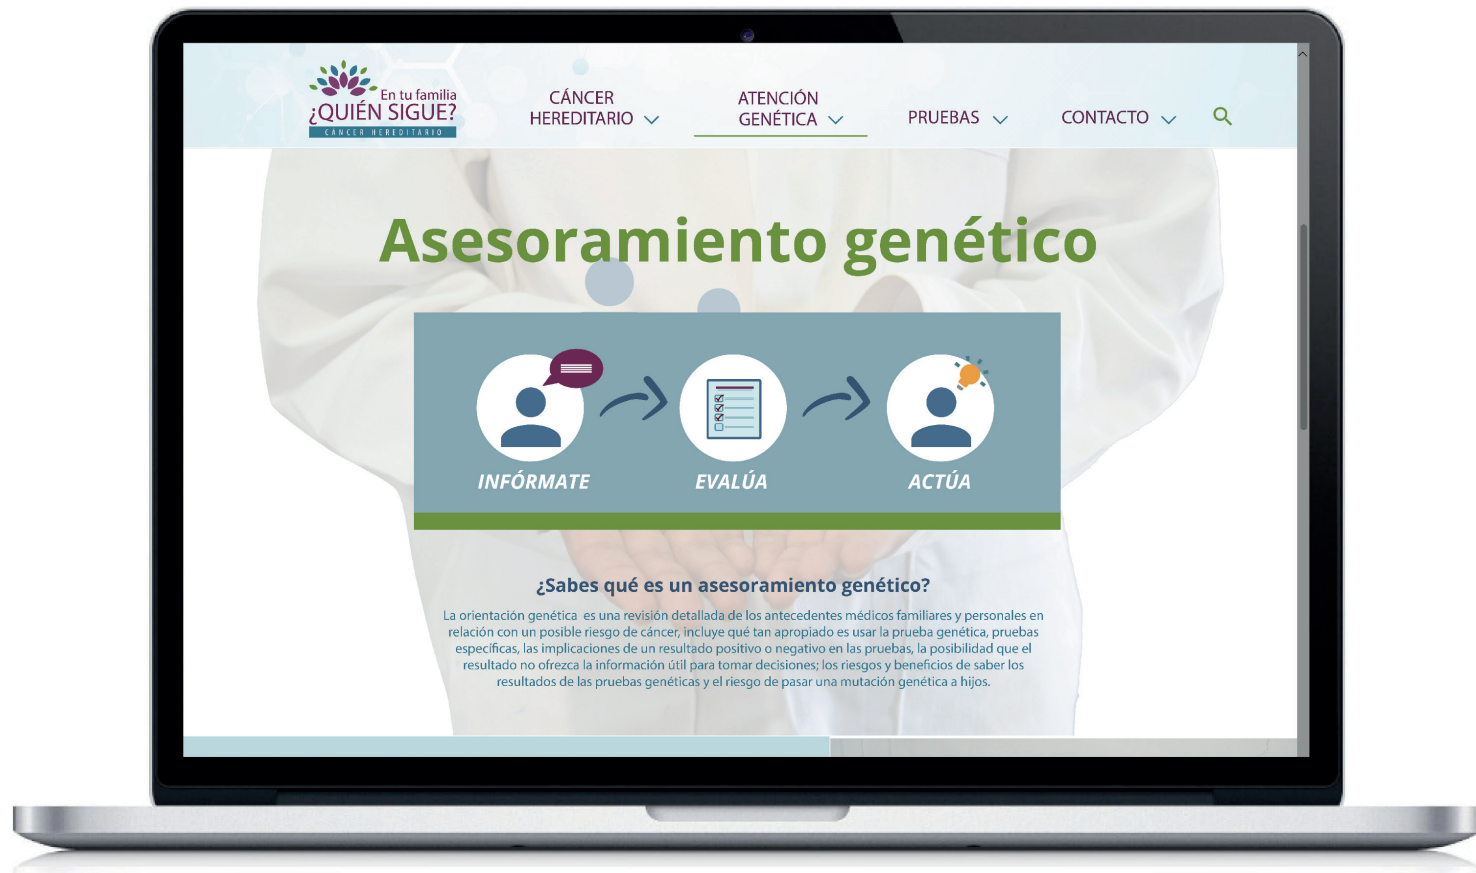 En tu familia
¿QUIÉN SIGUE?
CÁNCER HEREDITARIO
CÁNCER
HEREDITARIO
ATENCIÓN
GENÉTICA
PRUEBAS
CONTACTO
Asesoramiento genético
INFÓRMATE
EVALÚA
ACTÚA
¿Sabes qué es un asesoramiento genético?
La orientación genética es una revisión detallada de los antecedentes médicos familiares y personales en
relación con un posible riesgo de cáncer, incluye qué tan apropiado es usar la prueba genética, pruebas
específicas, las implicaciones de un resultado positivo o negativo en las pruebas, la posibilidad que el
resultado no ofrezca la información útil para tomar decisiones; los riesgos y beneficios de saber los
resultados de las pruebas genéticas y el riesgo de pasar una mutación genética a hijos.